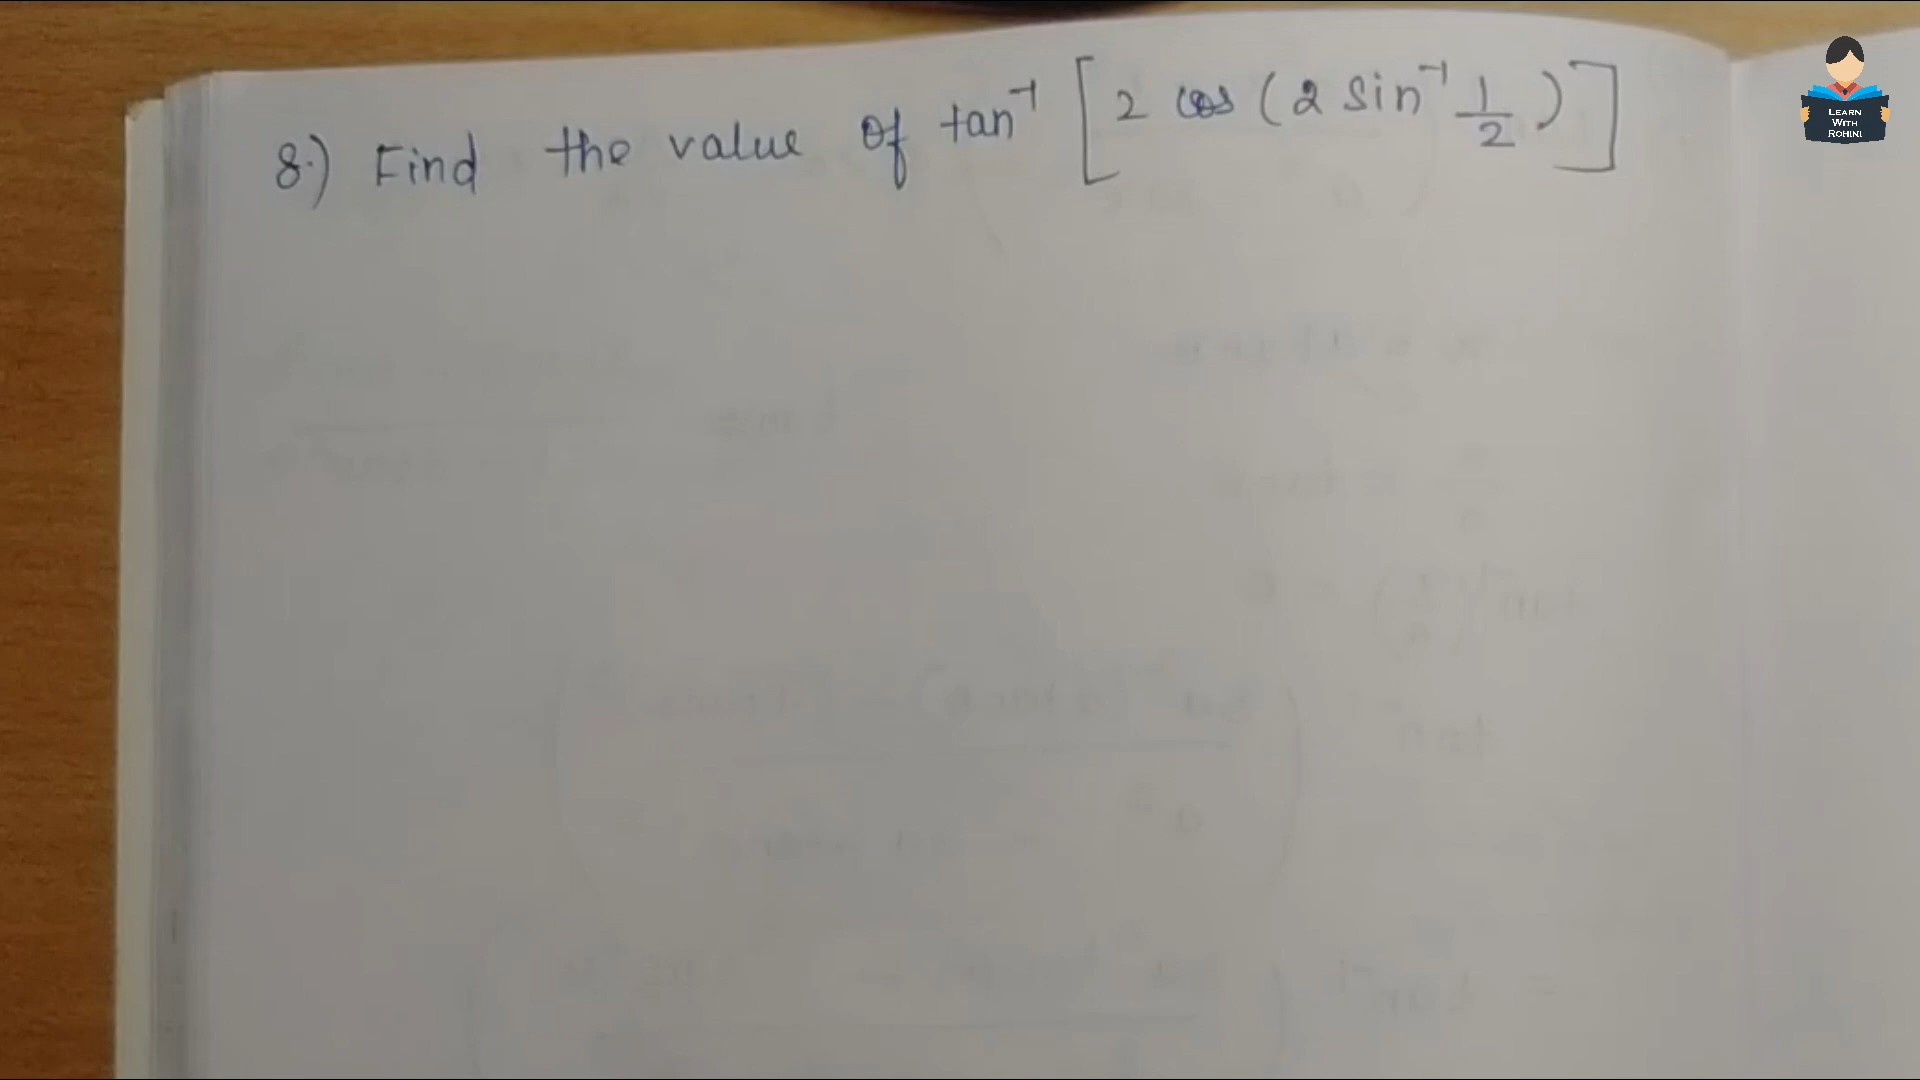 8.) Find the value of tan⁻¹ [2 cos (2 sin⁻¹ 1/2)]
LEARN
WITH
ROHINI